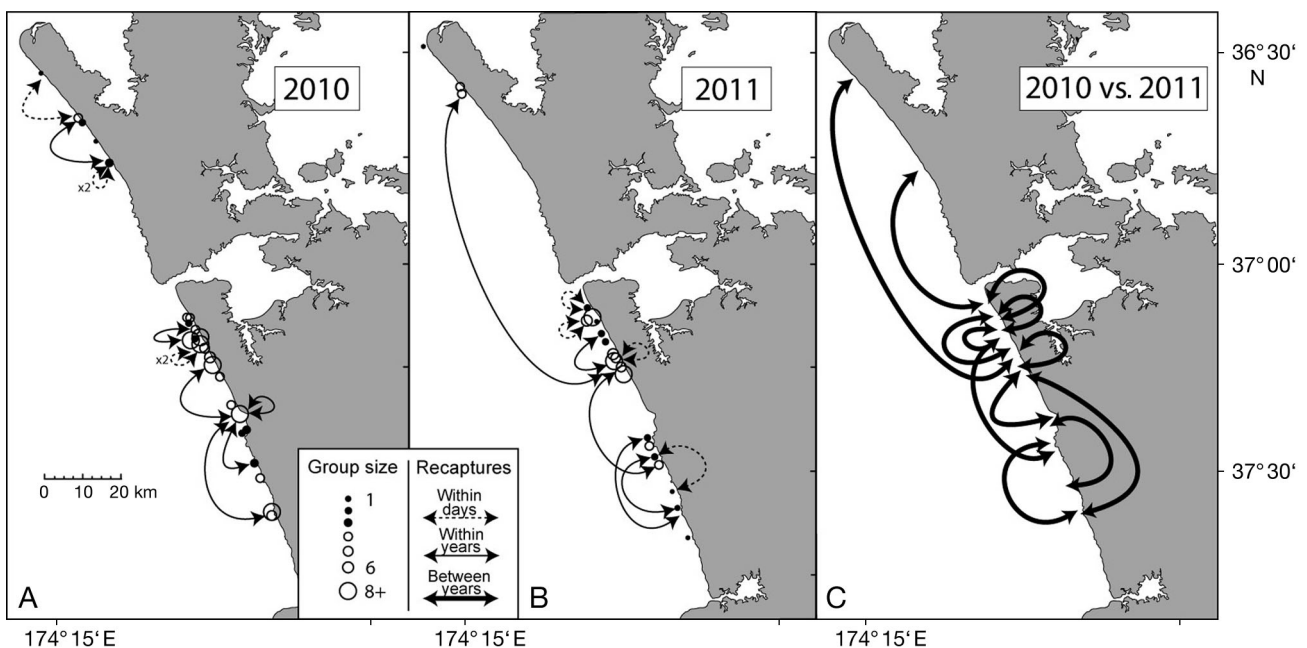 2010
2011
2010 vs. 2011
36°30‘
N
37°00‘
37°30‘
x2
x2
0 10 20 km
Group size
1
6
8+
Recaptures
Within
days
Within
years
Between
years
A
B
C
174°15‘E
174°15‘E
174°15‘E